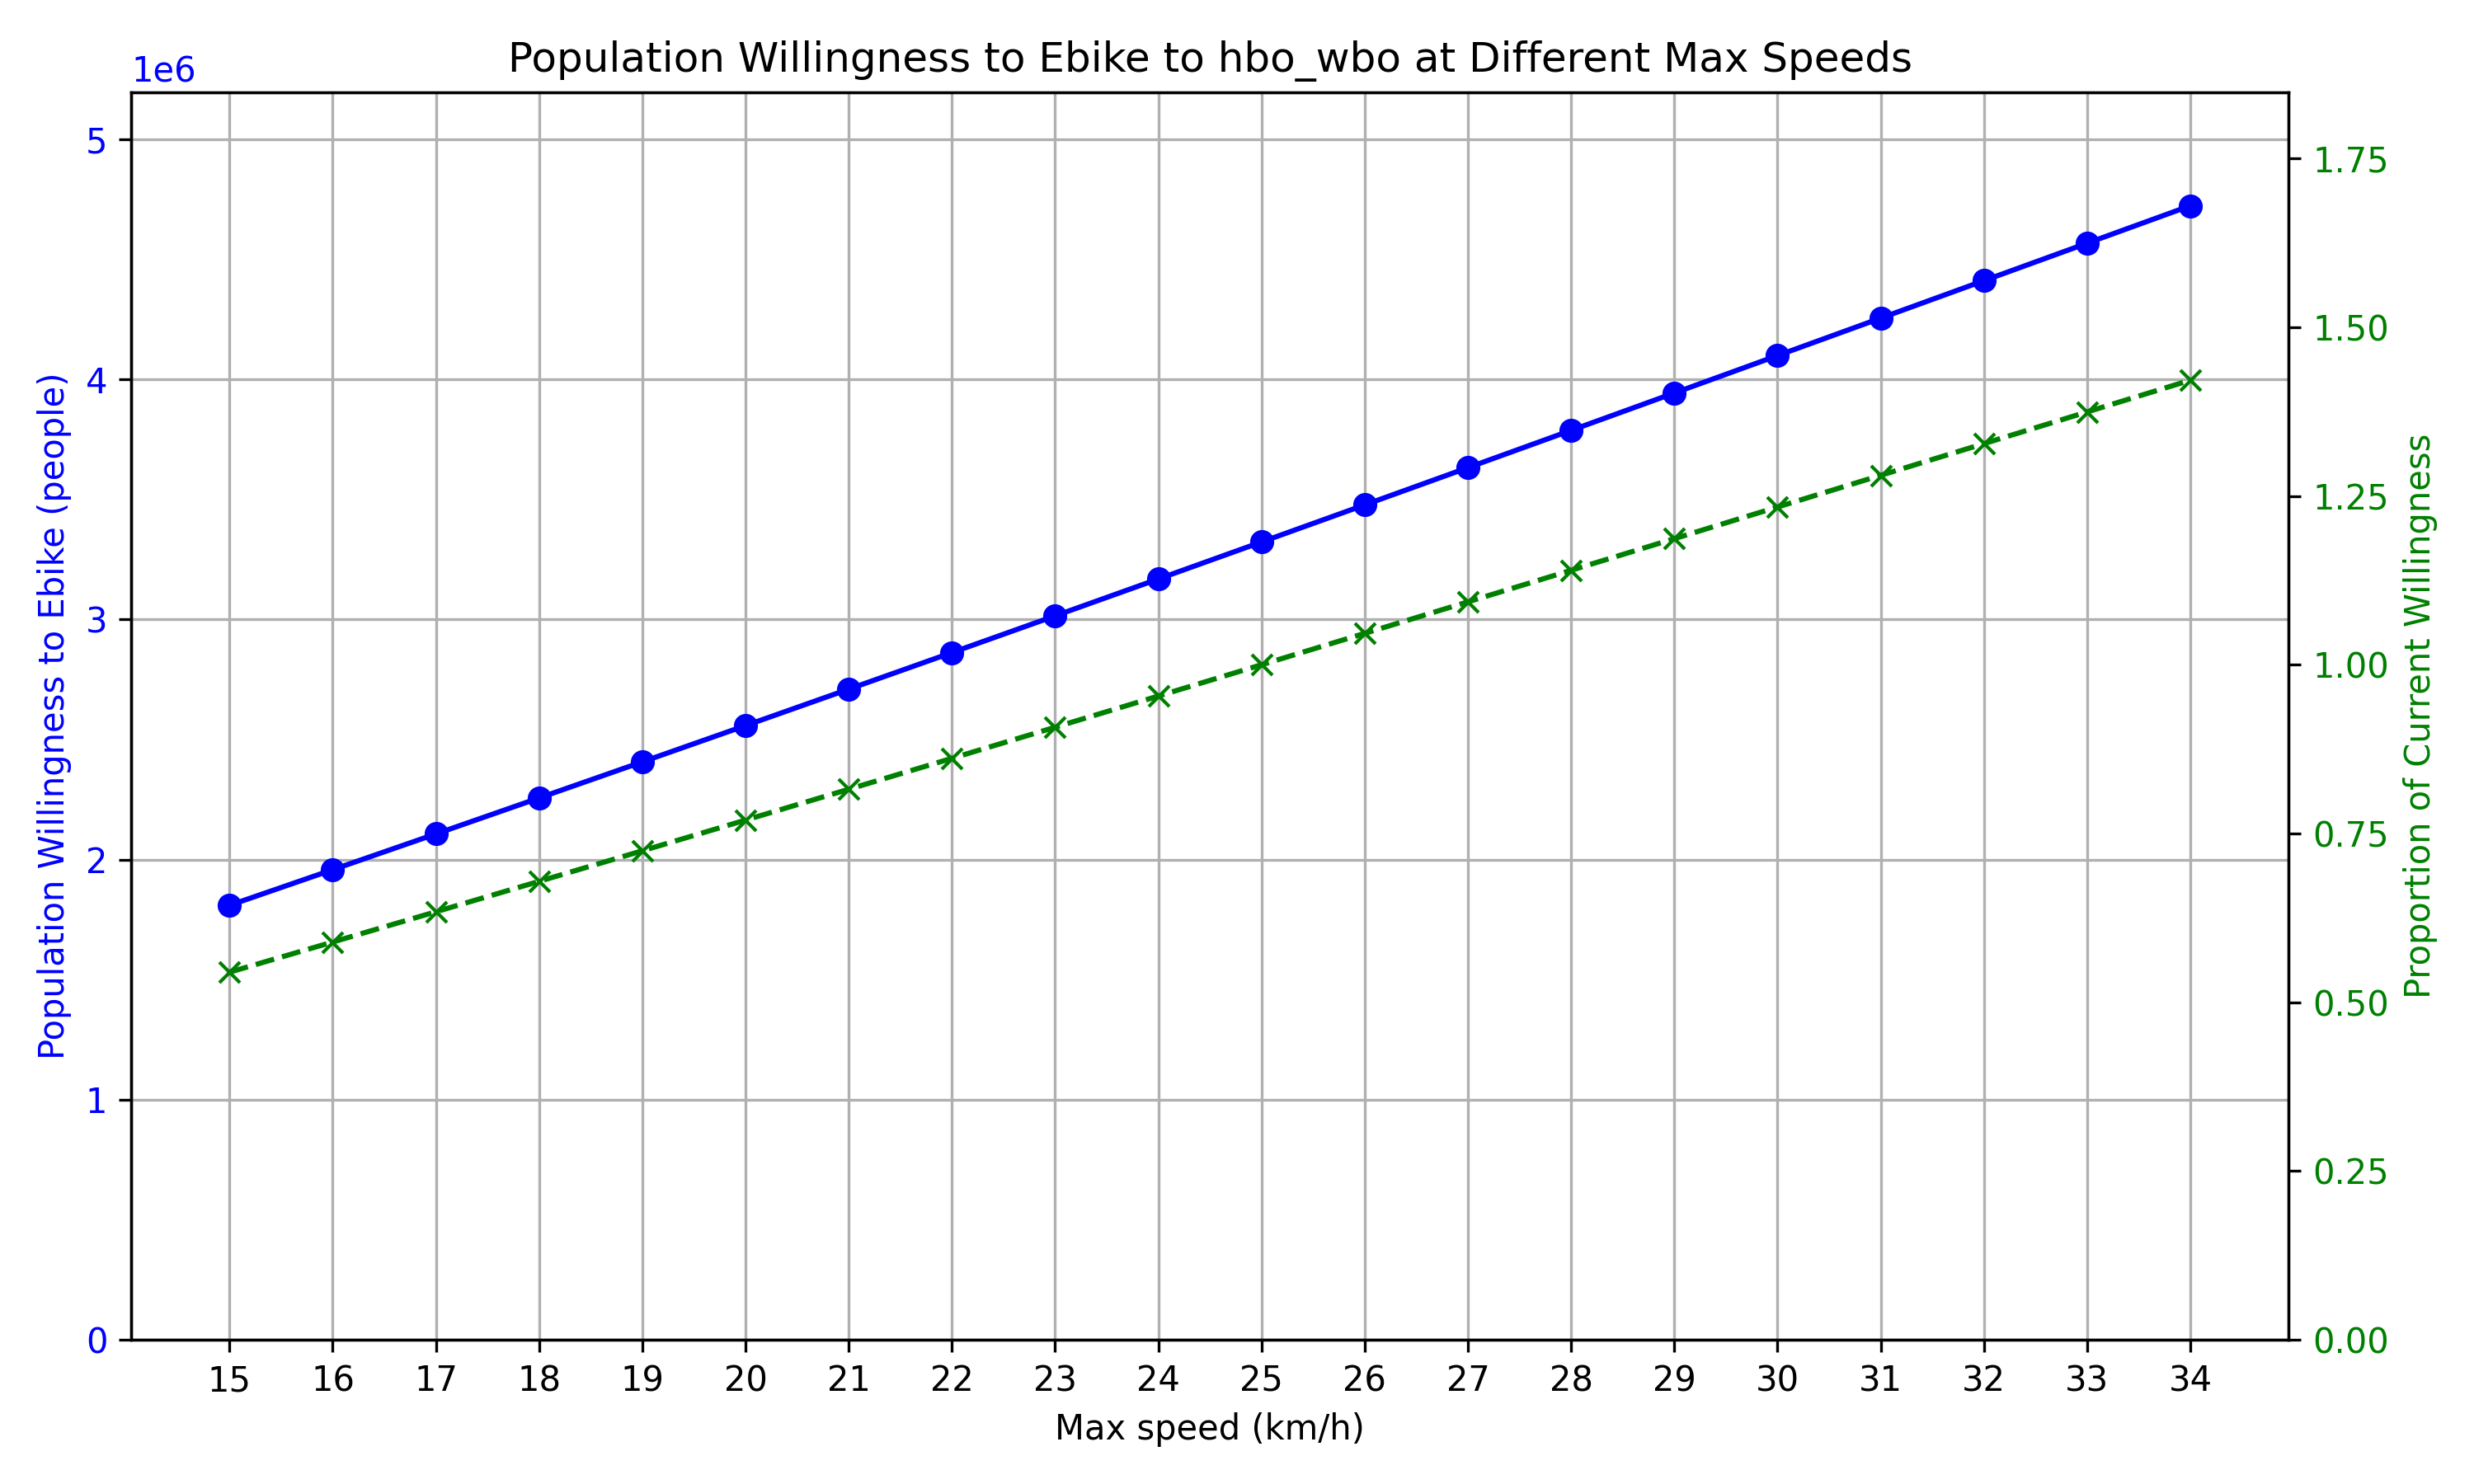 Population Willingness to Ebike to hbo_wbo at Different Max Speeds
1e6
Population Willingness to Ebike (people)
5
4
3
2
1
0
1.75
1.50
1.25
1.00
0.75
0.50
0.25
0.00
Proportion of Current Willingness
15 16 17 18 19 20 21 22 23 24 25 26 27 28 29 30 31 32 33 34
Max speed (km/h)